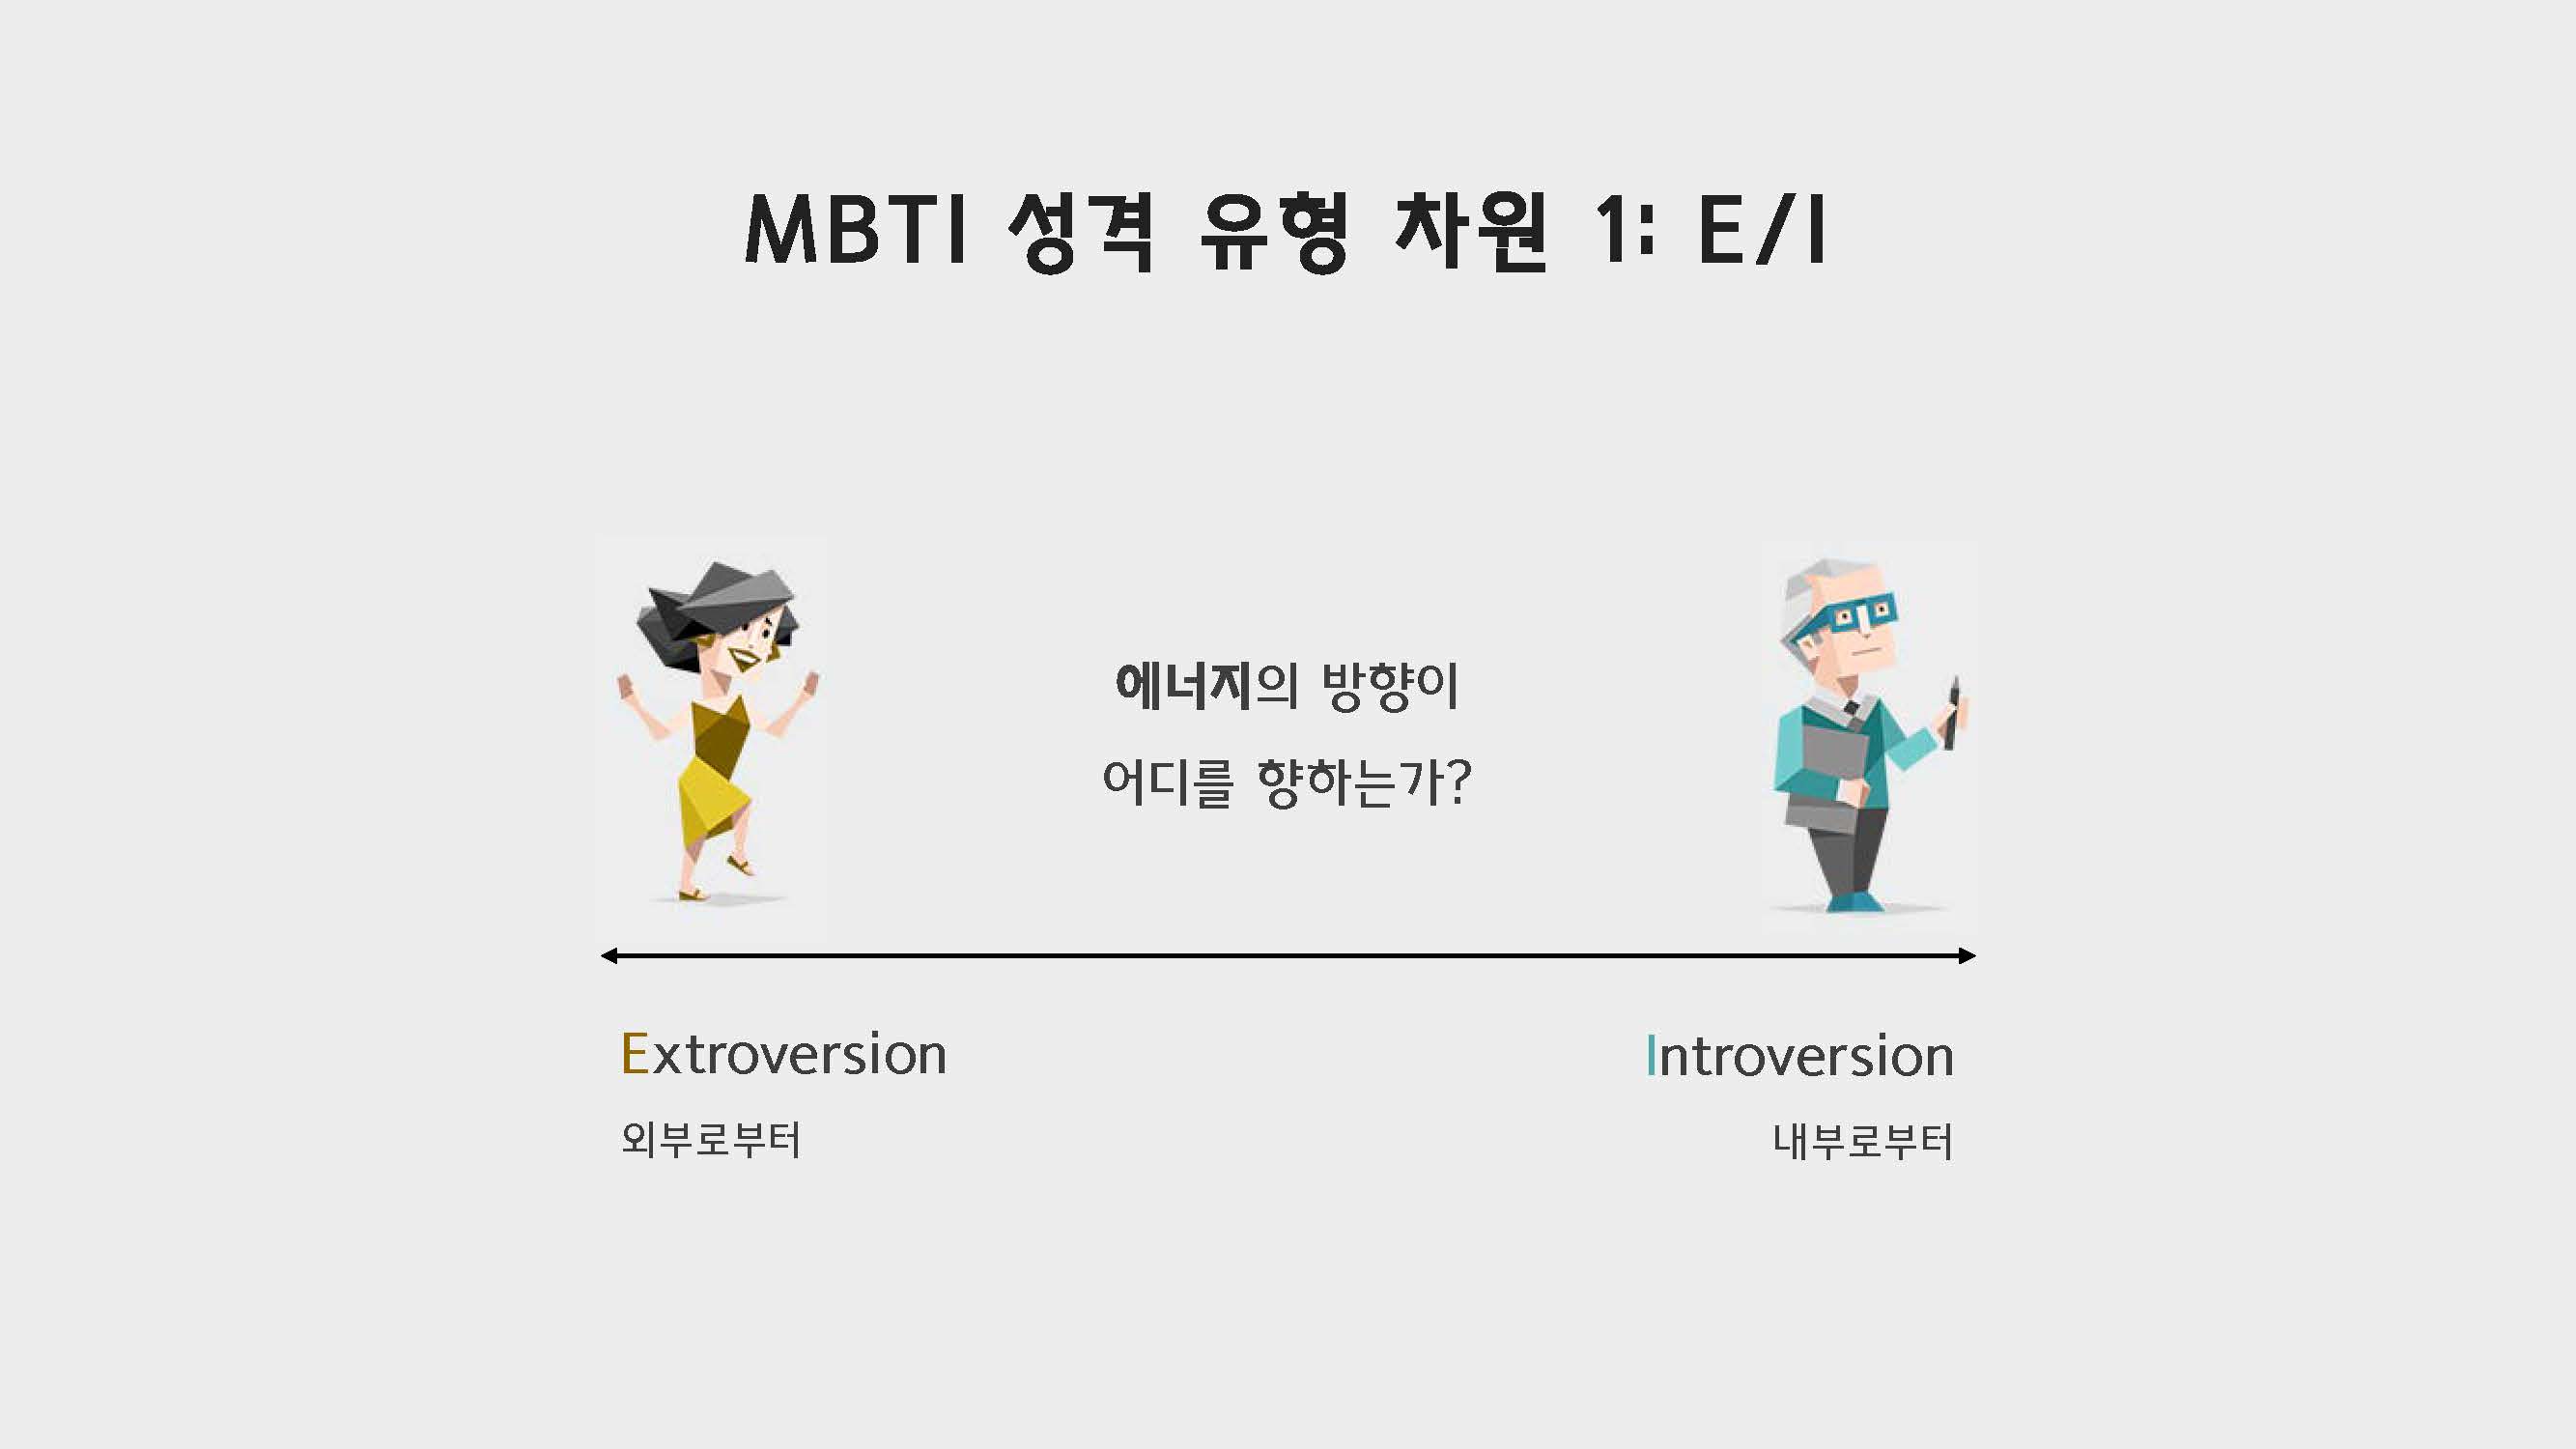 MBTI 성격 유형 차원 1: E/I
에너지의 방향이
어디를 향하는가?
Extroversion
Introversion
외부로부터
내부로부터